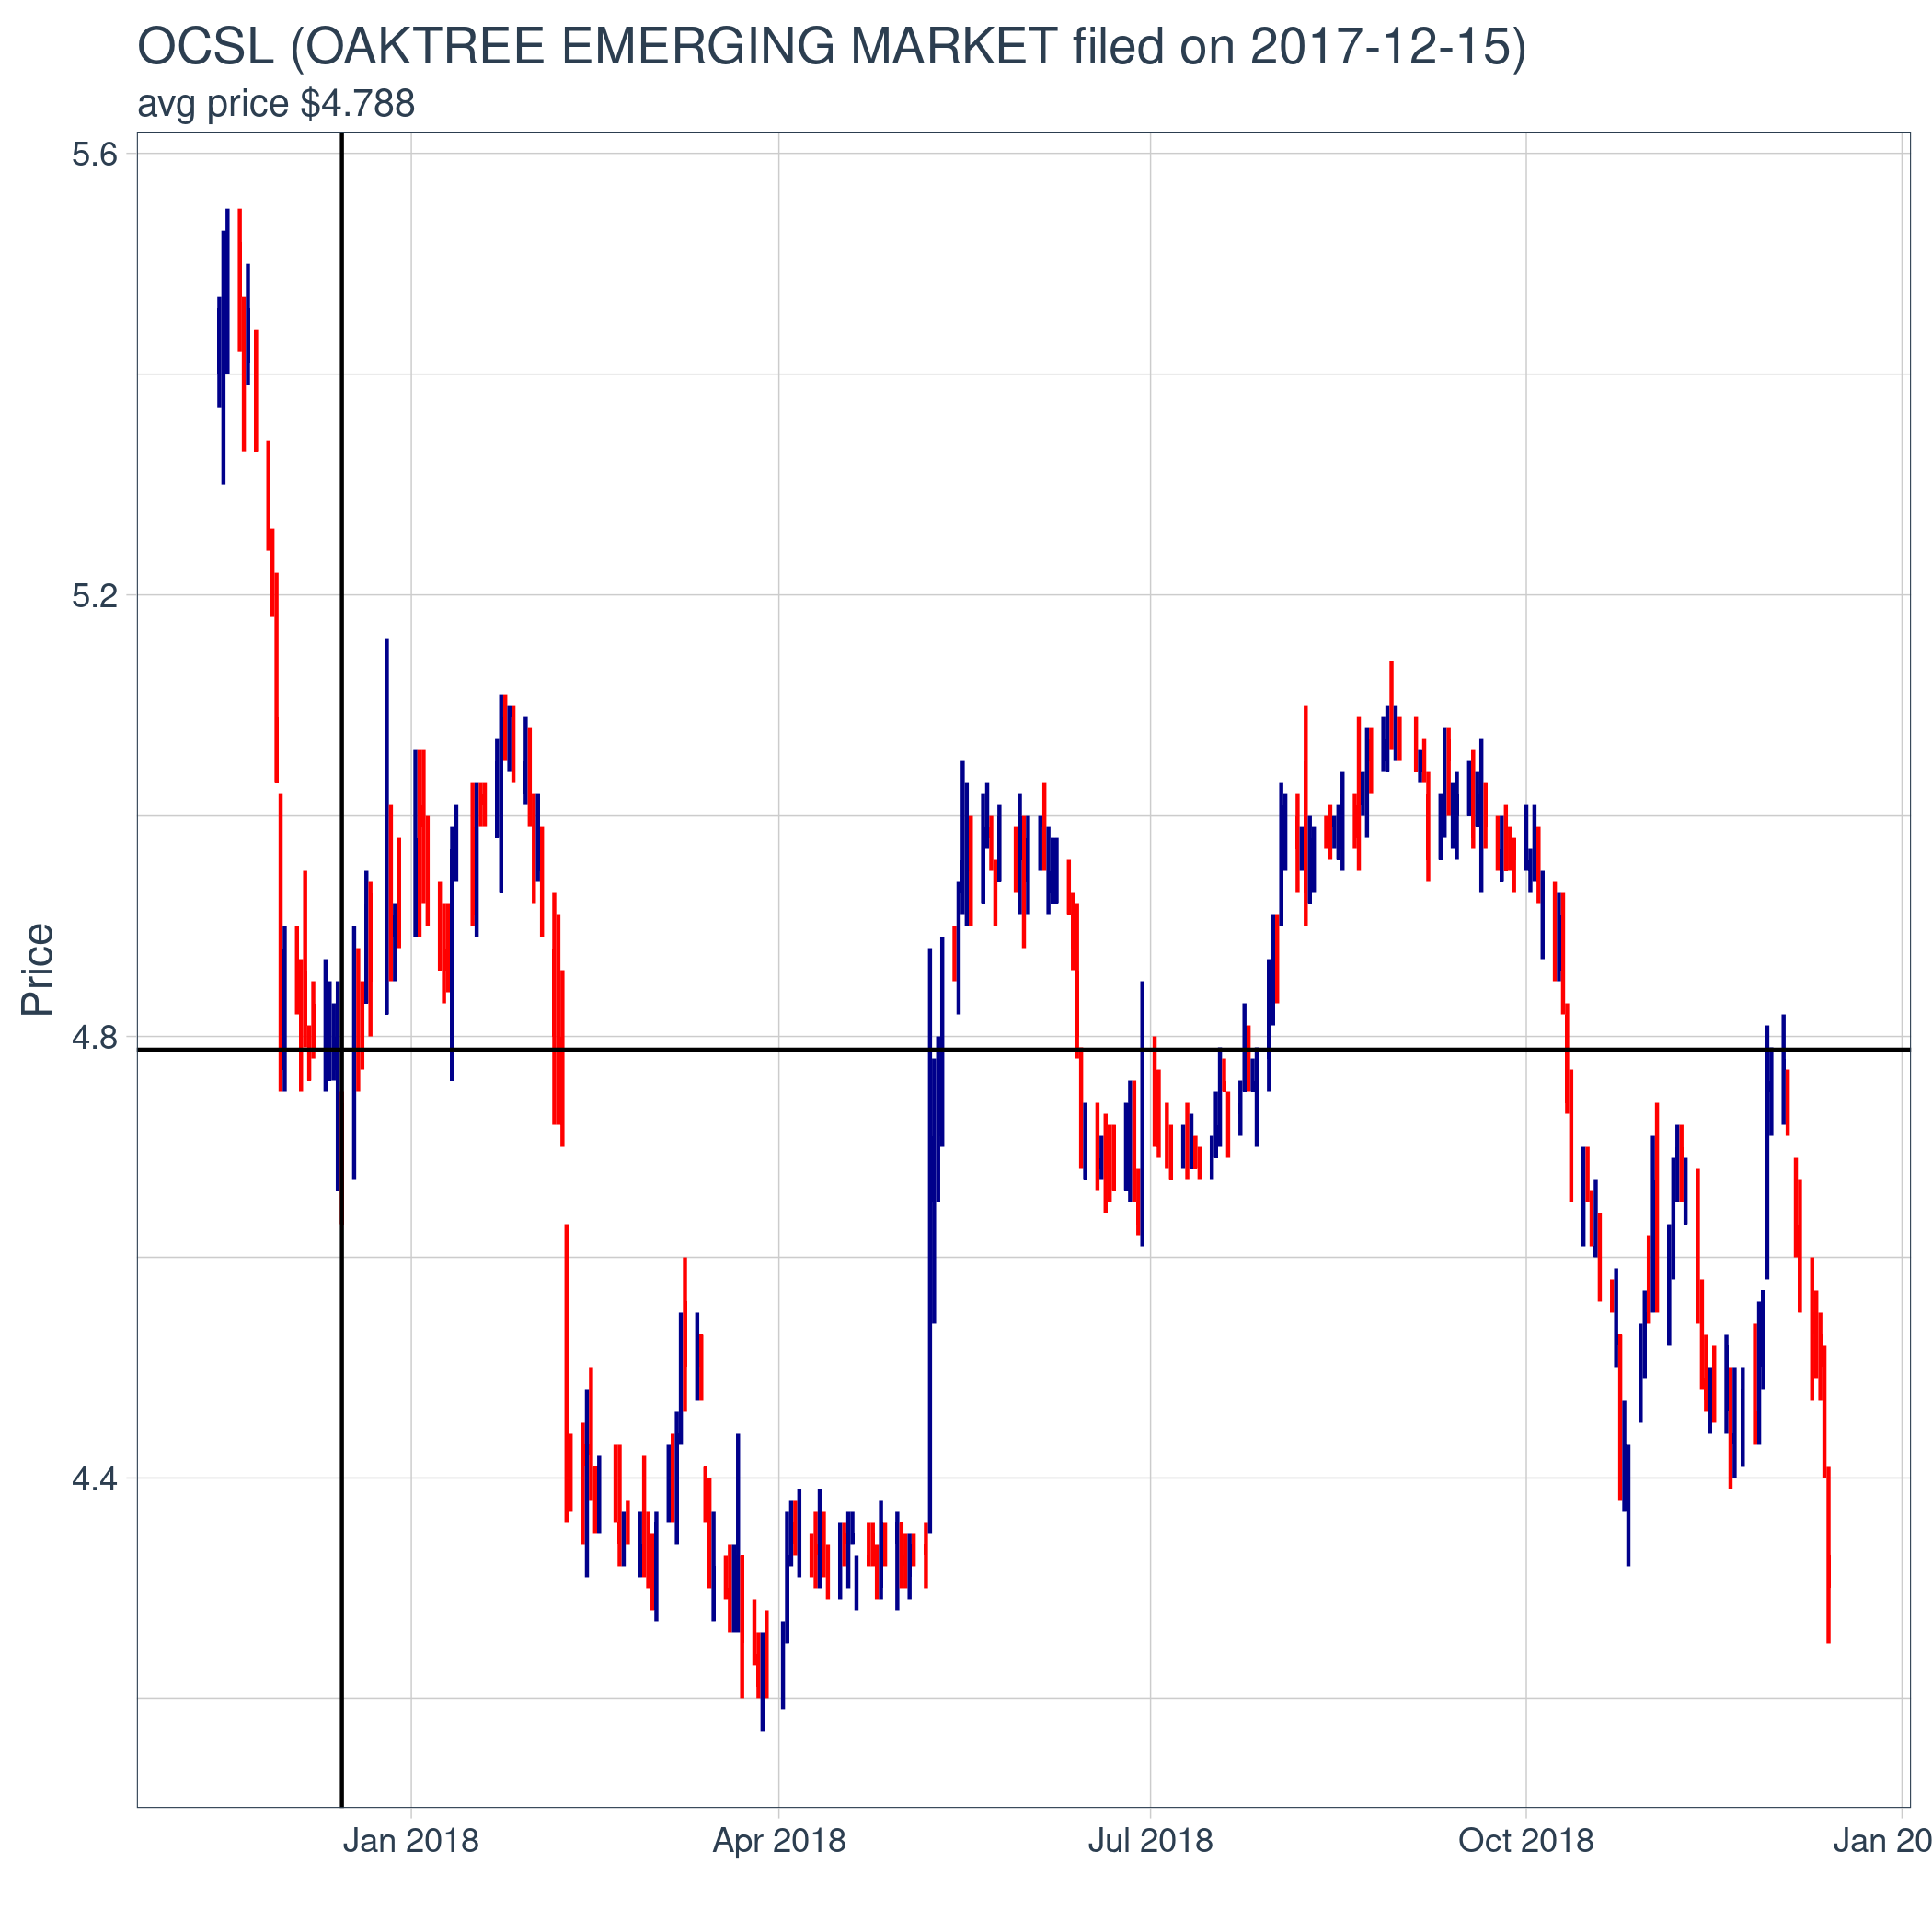 OCSL (OAKTREE EMERGING MARKET filed on 2017-12-15)
avg price $4.788
5.6
5.2
4.8
4.4
Price
Jan 2018
Apr 2018
Jul 2018
Oct 2018
Jan 20